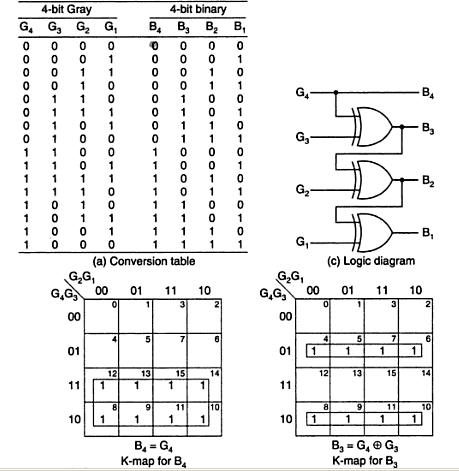 4-bit Gray 4-bit binary
G4 G3 G2 G1 B4 B3 B2 B1
0 0 0 0 0 0 0 0
0 0 0 1 0 0 0 1
0 0 1 1 0 0 1 0
0 0 1 0 0 0 1 1
0 1 1 0 0 1 0 0
0 1 1 1 0 1 0 1
0 1 0 1 0 1 1 0
0 1 0 0 0 1 1 1
1 1 0 0 1 0 0 0
1 1 0 1 1 0 0 1
1 1 1 1 1 0 1 0
1 1 1 0 1 0 1 1
1 0 1 0 1 1 0 0
1 0 1 1 1 1 0 1
1 0 0 1 1 1 1 0
1 0 0 0 1 1 1 1
(a) Conversion table
G4 B4
B3
G3
B2
G2
B1
G1
(c) Logic diagram
G2G1
G4G3 00 01 11 10
0 1 3 2
00
4 5 7 6
01
12 13 15 14
11 1 1 1 1
8 9 11 10
10 1 1 1 1
B4 = G4
K-map for B4
G2G1
G4G3 00 01 11 10
0 1 3 2
00
4 5 7 6
01 1 1 1 1
12 13 15 14
11
8 9 11 10
10 1 1 1 1
B3 = G4 ⊕ G3
K-map for B3